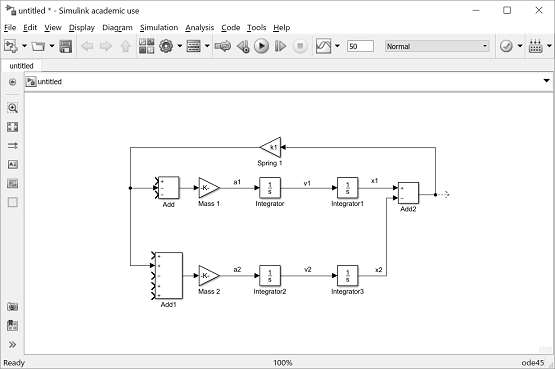 untitled * - Simulink academic use
File Edit View Display Diagram Simulation Analysis Code Tools Help
50 Normal
untitled
untitled
k1
Spring 1
+ - - Add -K- Mass 1 a1 1 s Integrator v1 1 s Integrator1 x1 + - Add2
+ + - + + Add1 -K- Mass 2 a2 1 s Integrator2 v2 1 s Integrator3 x2
Ready 100% ode45